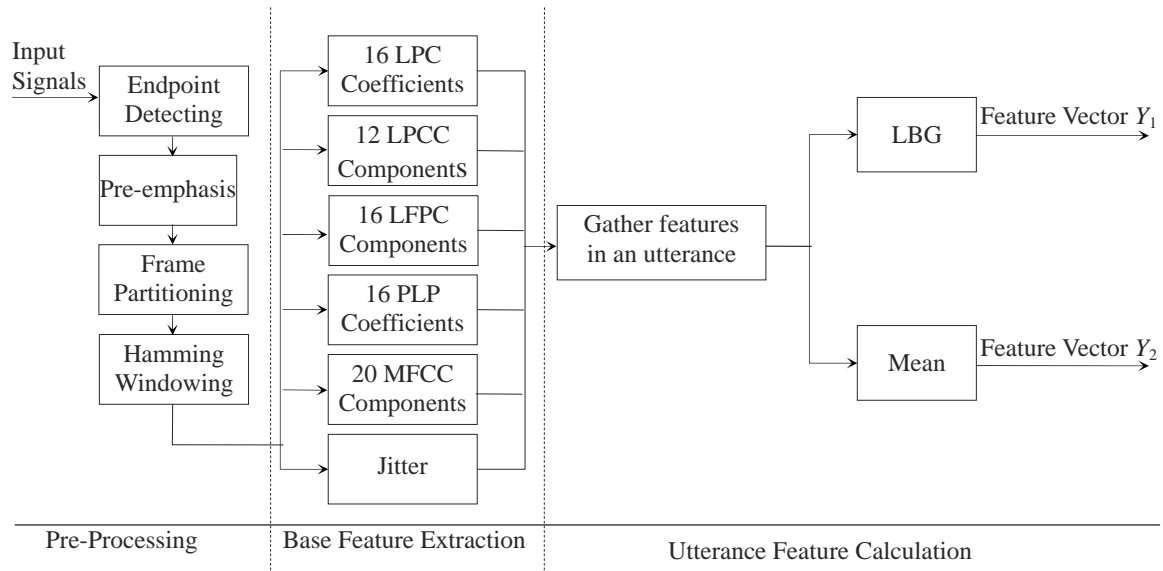 Input
Signals
Endpoint
Detecting
Pre-emphasis
Frame
Partitioning
Hamming
Windowing
16 LPC
Coefficients
12 LPCC
Components
16 LFPC
Components
16 PLP
Coefficients
20 MFCC
Components
Jitter
Gather features
in an utterance
LBG
Feature Vector Y1
Mean
Feature Vector Y2
Pre-Processing
Base Feature Extraction
Utterance Feature Calculation